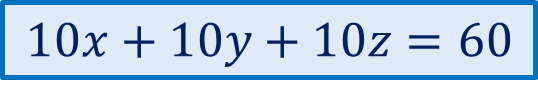 10x + 10y + 10z = 60